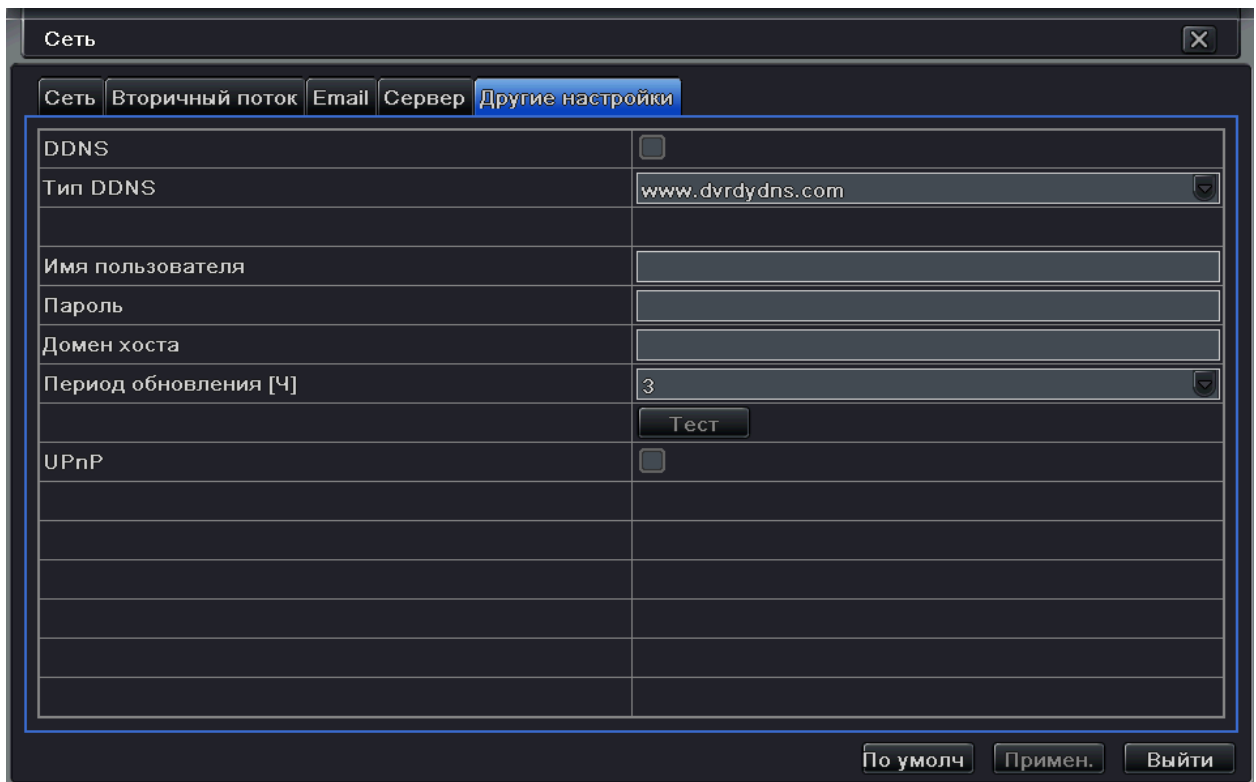 Сеть
Сеть Вторичный поток Email Сервер Другие настройки
DDNS
Тип DDNS www.dvrdydns.com
Имя пользователя
Пароль
Домен хоста
Период обновления [Ч] 3
Тест
UPnP
По умолч Примен. Выйти